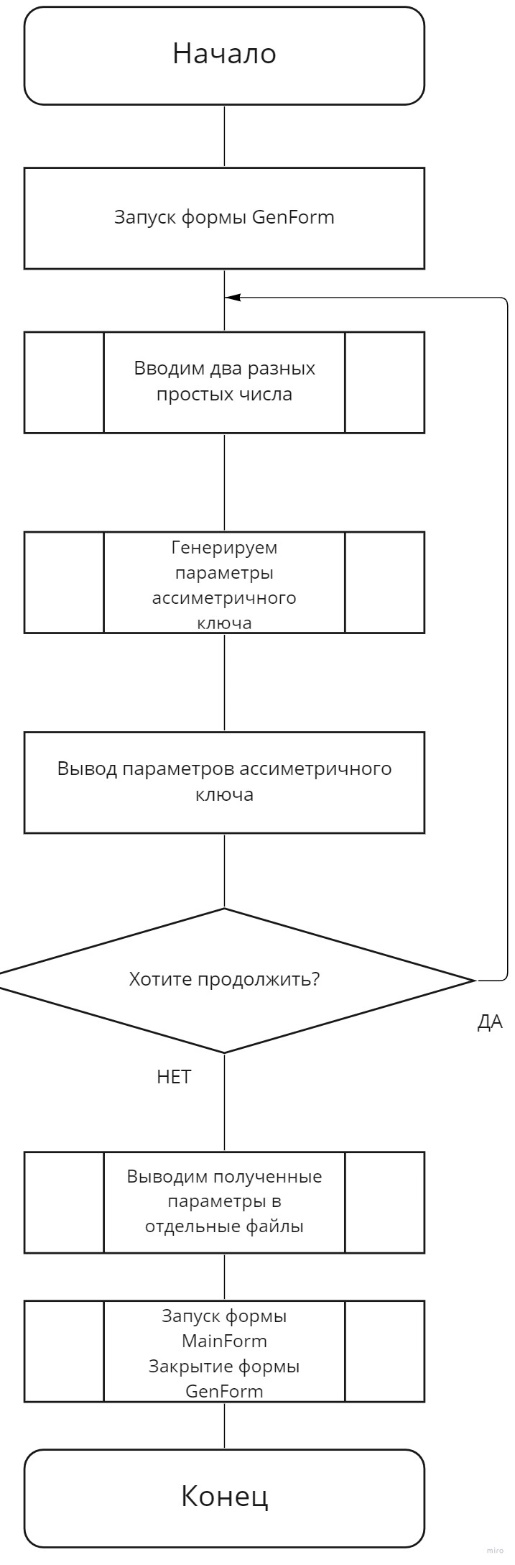 Начало
Запуск формы GenForm
Вводим два разных
простых числа
Генерируем
параметры
ассиметричного
ключа
Вывод параметров ассиметричного
ключа
Хотите продолжить?
ДА
НЕТ
Выводим полученные
параметры в
отдельные файлы
Запуск формы
MainForm
Закрытие формы
GenForm
Конец
miro